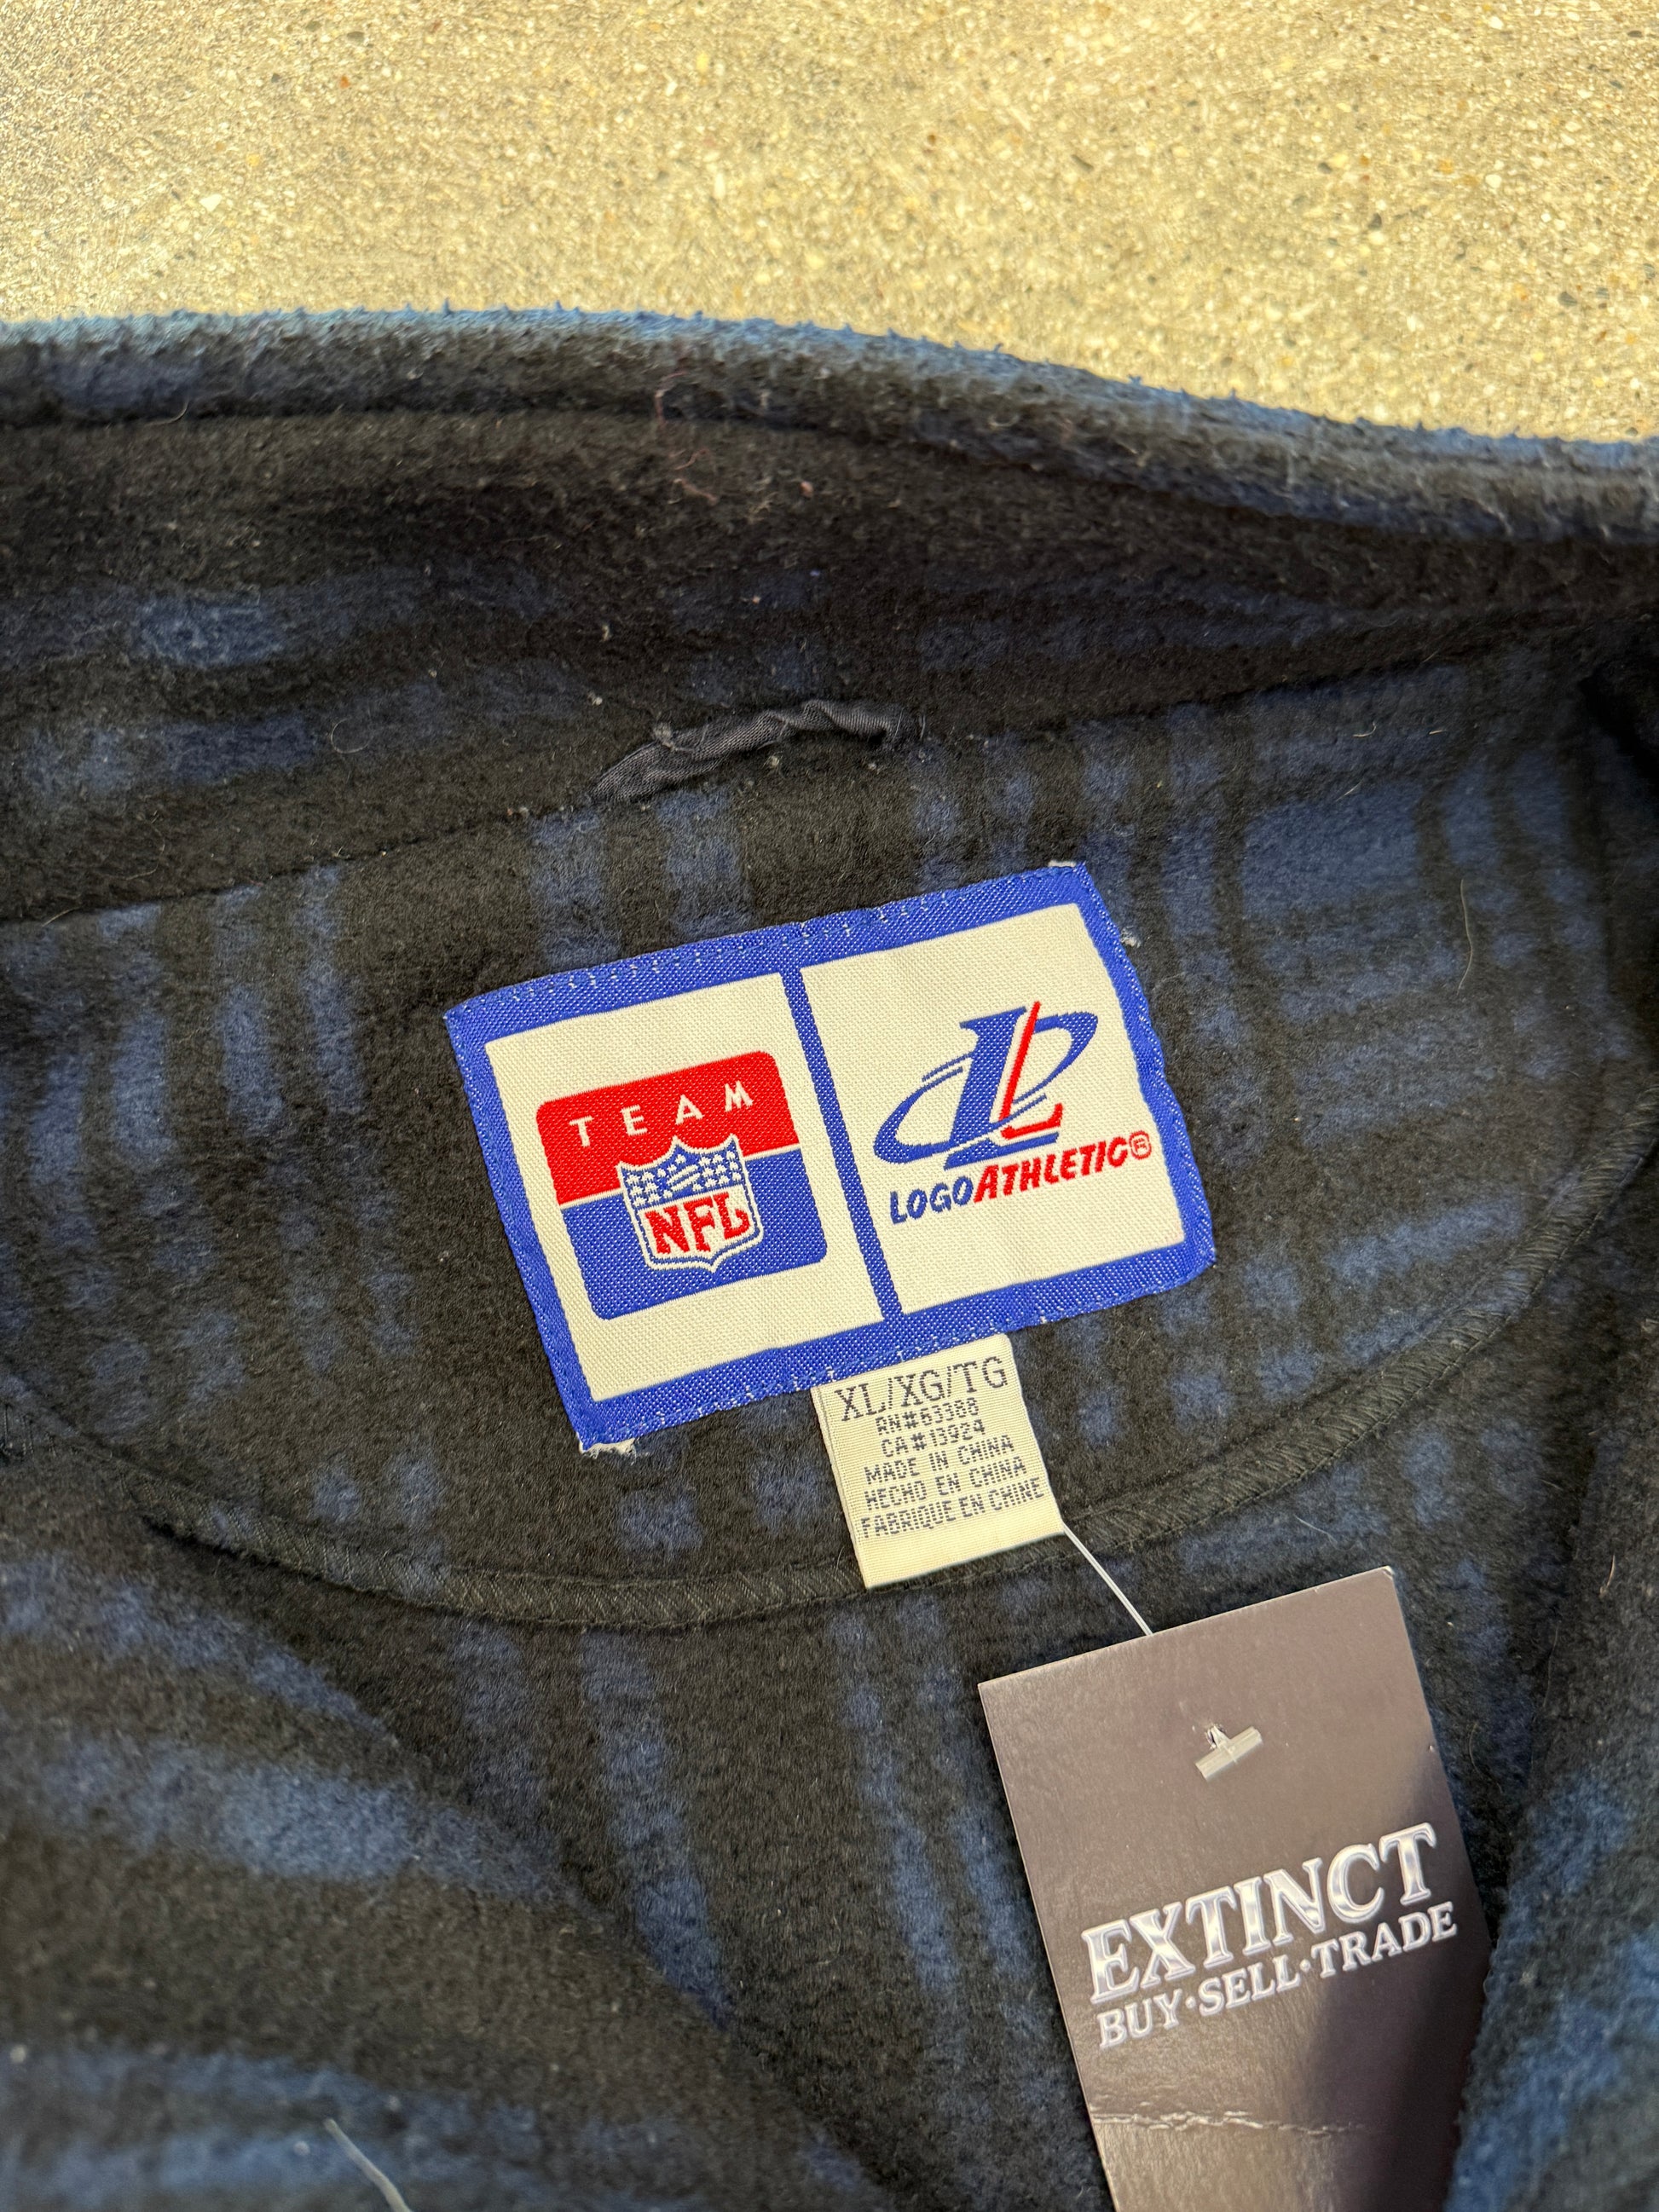 TEAM
NFL
LOGOATHLETIC®
XL/XG/TG
RN#63388
CA#13924
MADE IN CHINA
HECHO EN CHINA
FABRIQUE EN CHINE
EXTINCT
BUY·SELL·TRADE